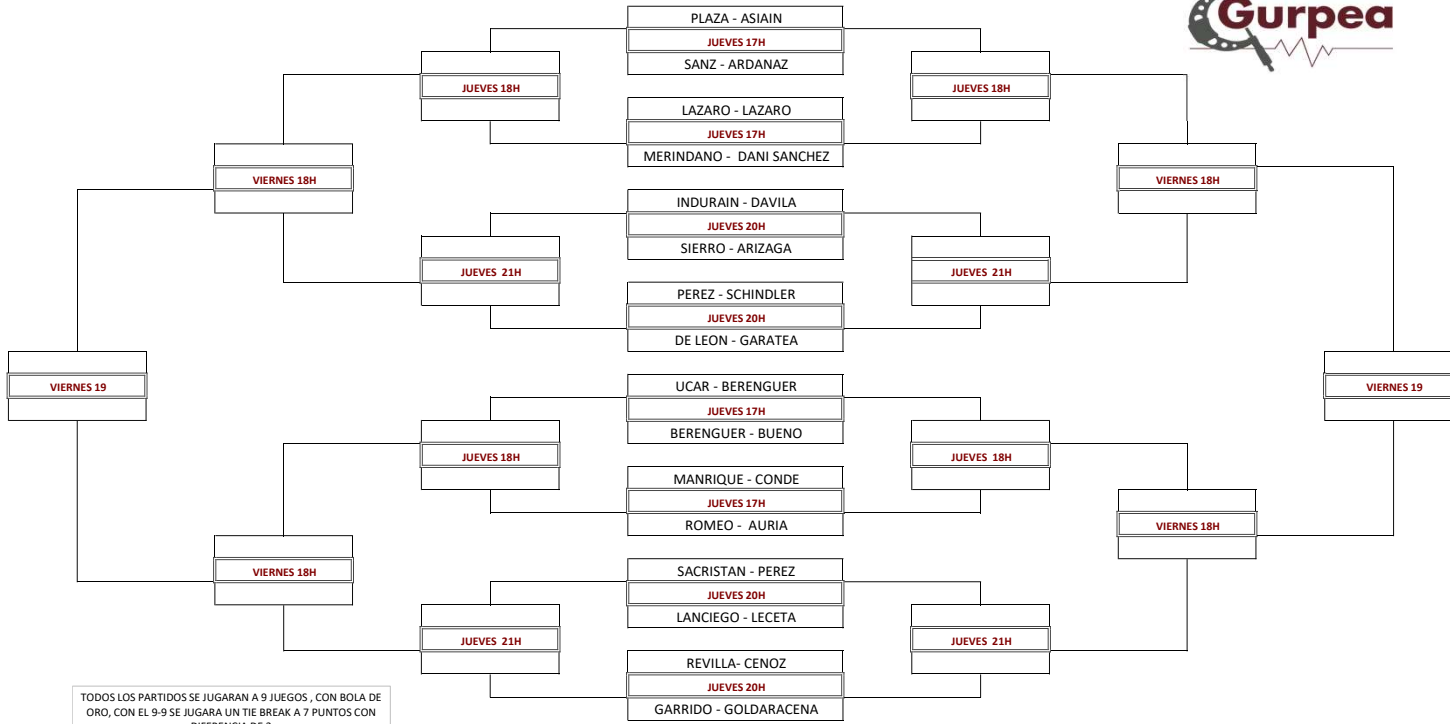 Gurpea
PLAZA - ASIAIN
JUEVES 17H
SANZ - ARDANAZ
JUEVES 18H
JUEVES 18H
LAZARO - LAZARO
JUEVES 17H
MERINDANO - DANI SANCHEZ
VIERNES 18H
VIERNES 18H
INDURAIN - DAVILA
JUEVES 20H
SIERRO - ARIZAGA
JUEVES 21H
JUEVES 21H
PEREZ - SCHINDLER
JUEVES 20H
DE LEON - GARATEA
VIERNES 19
VIERNES 19
UCAR - BERENGUER
JUEVES 17H
BERENGUER - BUENO
JUEVES 18H
JUEVES 18H
MANRIQUE - CONDE
JUEVES 17H
ROMEO - AURIA
VIERNES 18H
VIERNES 18H
SACRISTAN - PEREZ
JUEVES 20H
LANCIEGO - LECETA
JUEVES 21H
JUEVES 21H
REVILLA- CENOZ
JUEVES 20H
GARRIDO - GOLDARACENA
TODOS LOS PARTIDOS SE JUGARAN A 9 JUEGOS , CON BOLA DE
ORO, CON EL 9-9 SE JUGARA UN TIE BREAK A 7 PUNTOS CON